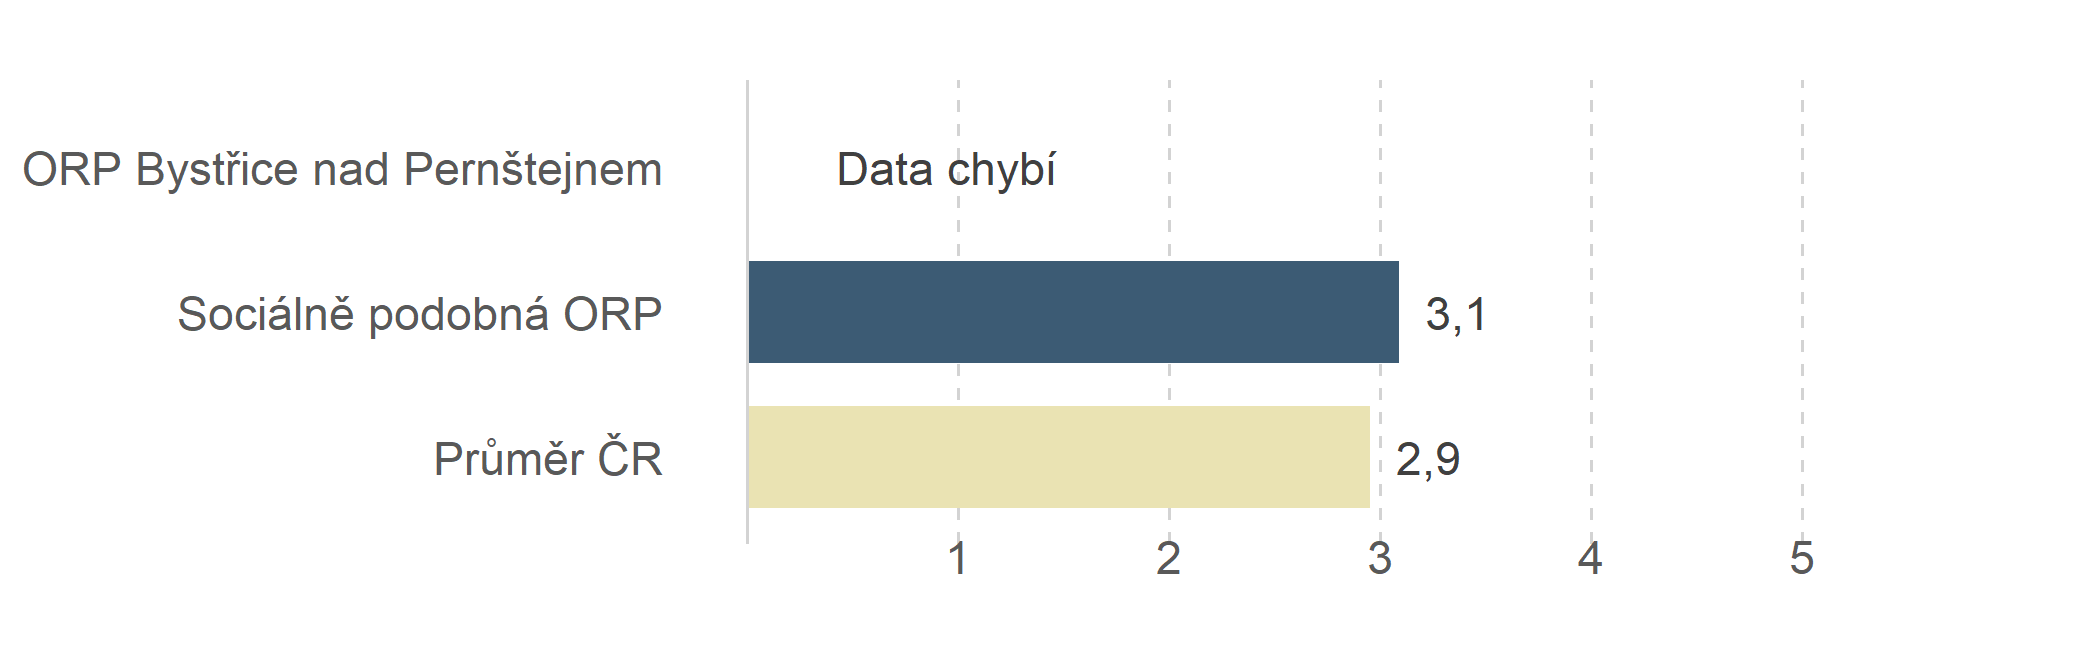 ORP Bystřice nad Pernštejnem
Data chybí
Sociálně podobná ORP
3,1
Průměr ČR
2,9
1
2
3
4
5